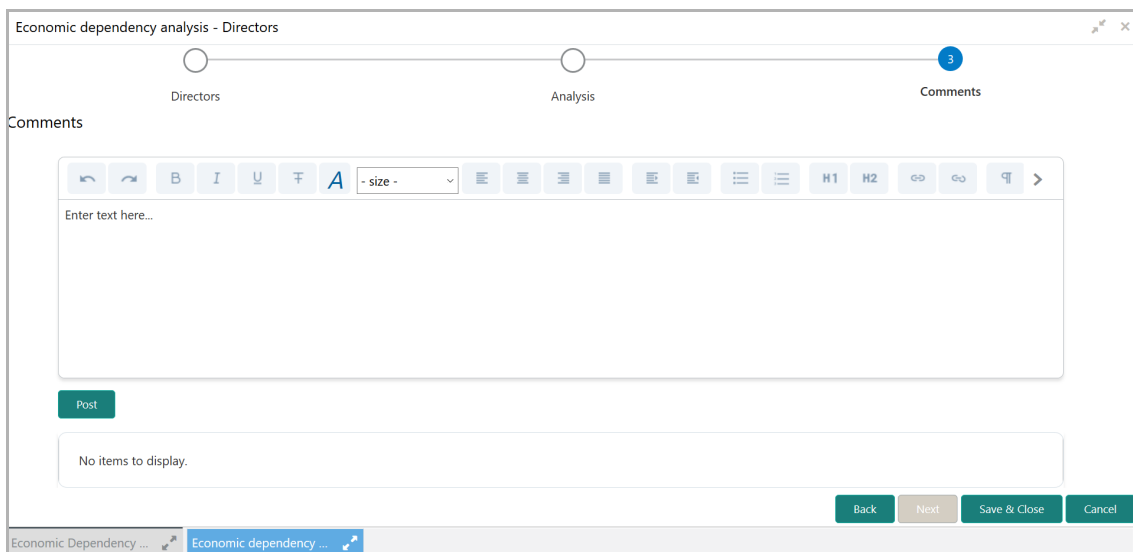 Economic dependency analysis - Directors
3
Directors Analysis Comments
Comments
B I U T A - size - H1 H2
Enter text here...
Post
No items to display.
Back Next Save & Close Cancel
Economic Dependency ... Economic dependency ...